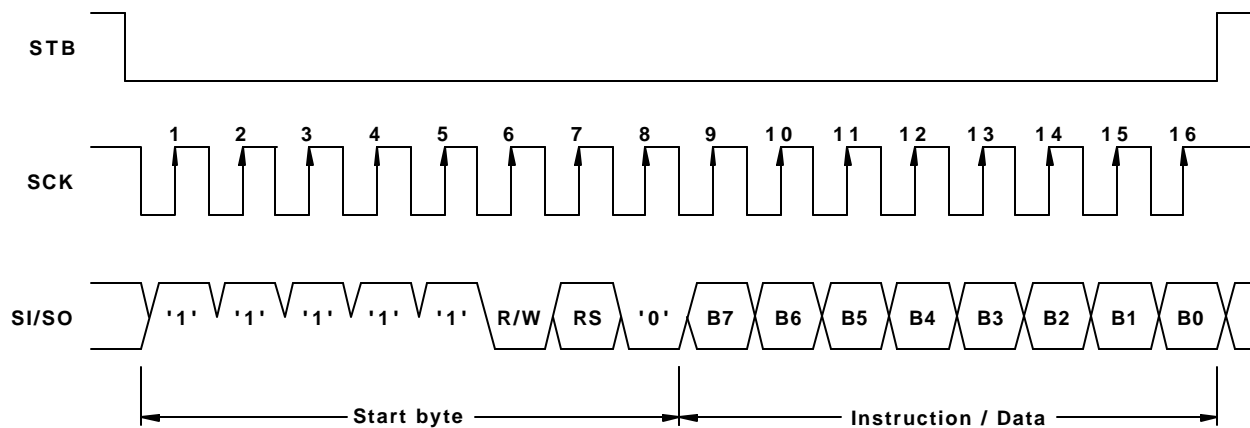 STB
1 2 3 4 5 6 7 8 9 10 11 12 13 14 15 16
SCK
SI/SO '1' '1' '1' '1' '1' R/W RS '0' B7 B6 B5 B4 B3 B2 B1 B0
Start byte Instruction / Data